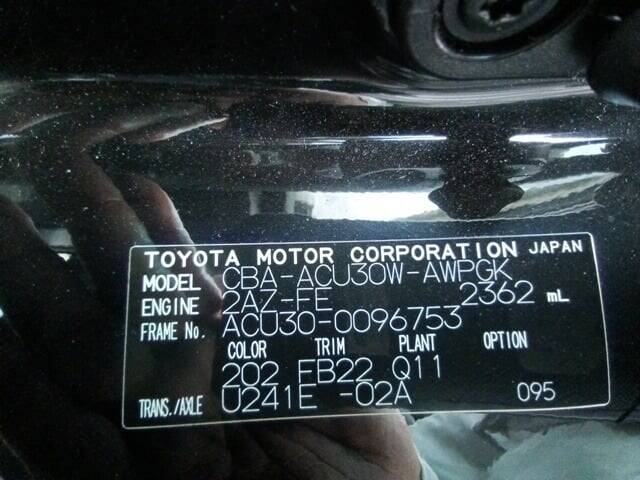 TOYOTA MOTOR CORPORATION JAPAN
MODEL CBA-ACU30W-AWPGK
ENGINE 2AZ-FE 2362 mL
FRAME No. ACU30-0096753
COLOR TRIM PLANT OPTION
202 FB22 Q11
TRANS./AXLE U241E -02A 095